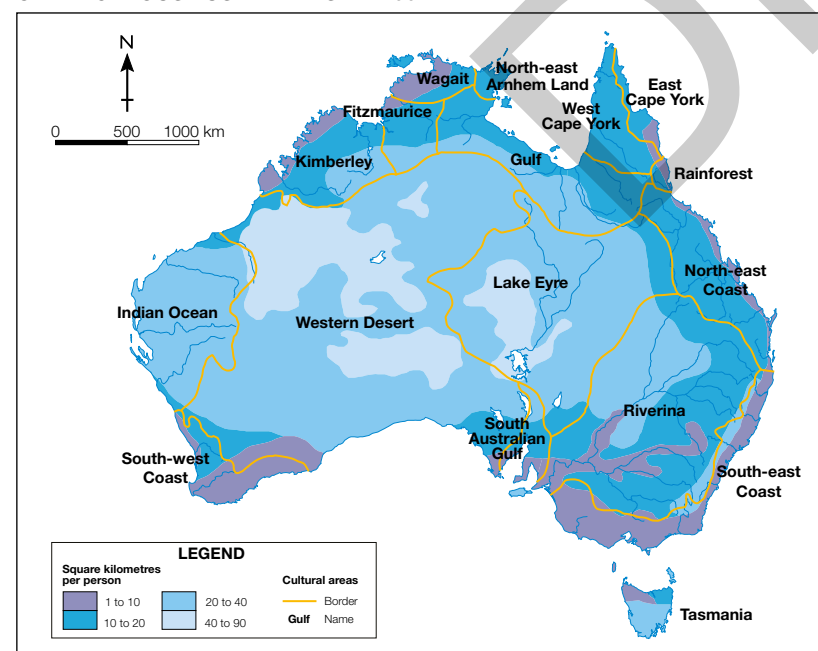 N
0 500 1000 km
Wagait
North-east
Arnhem Land
East
Cape York
West
Cape York
Fitzmaurice
Kimberley
Gulf
Rainforest
North-east
Coast
Lake Eyre
Indian Ocean
Western Desert
Riverina
South
Australian
Gulf
South-west
Coast
South-east
Coast
Tasmania
LEGEND
Square kilometres
per person
1 to 10
10 to 20
20 to 40
40 to 90
Cultural areas
Border
Gulf Name